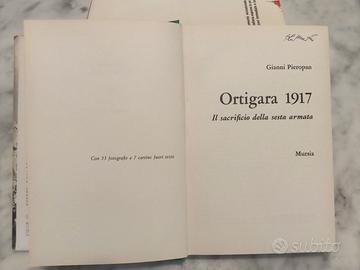 Con 33 fotografie e 7 cartine fuori testo
Gianni Pieropan
Ortigara 1917
Il sacrificio della sesta armata
Mursia
subito